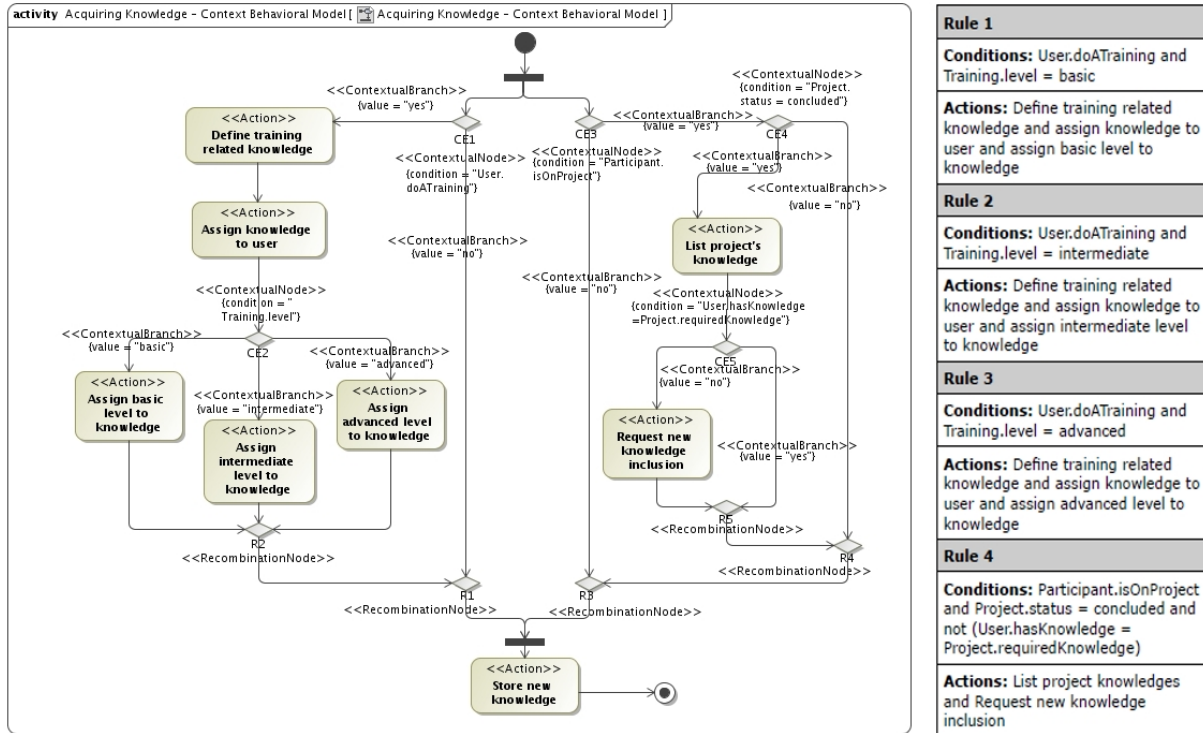 activity Acquiring Knowledge - Context Behavioral Model [ Acquiring Knowledge - Context Behavioral Model ]
<<ContextualNode>>
{condition = "Project.
status = concluded"}
<<ContextualBranch>>
{value = "yes"}
CE1
CE3
<<ContextualBranch>>
{value = "yes"}
CE4
<<Action>>
Define training
related knowledge
<<ContextualNode>>
{condition = "User.
doATraining"}
<<ContextualNode>>
{condition = "Participant.
isOnProject"}
<<ContextualBranch>>
{value = "yes"}
<<ContextualBranch>>
{value = "no"}
<<Action>>
Assign knowledge
to user
<<Action>>
List project's
knowledge
<<ContextualBranch>>
{value = "no"}
<<ContextualBranch>>
{value = "no"}
<<ContextualNode>>
{condition = "
Training.level"}
<<ContextualNode>>
{condition = "User.hasKnowledge
=Project.requiredKnowledge"}
<<ContextualBranch>>
{value = "basic"}
CE2
<<ContextualBranch>>
{value = "advanced"}
CE5
<<ContextualBranch>>
{value = "no"}
<<Action>>
Assign basic
level to
knowledge
<<ContextualBranch>>
{value = "intermediate"}
<<Action>>
Assign
advanced level
to knowledge
<<Action>>
Assign
intermediate
level to
knowledge
<<Action>>
Request new
knowledge
inclusion
<<ContextualBranch>>
{value = "yes"}
R5
<<RecombinationNode>>
R2
<<RecombinationNode>>
R4
<<RecombinationNode>>
R1
<<RecombinationNode>>
R3
<<RecombinationNode>>
<<Action>>
Store new
knowledge
Rule 1
Conditions: User.doATraining and
Training.level = basic
Actions: Define training related
knowledge and assign knowledge to
user and assign basic level to
knowledge
Rule 2
Conditions: User.doATraining and
Training.level = intermediate
Actions: Define training related
knowledge and assign knowledge to
user and assign intermediate level
to knowledge
Rule 3
Conditions: User.doATraining and
Training.level = advanced
Actions: Define training related
knowledge and assign knowledge to
user and assign advanced level to
knowledge
Rule 4
Conditions: Participant.isOnProject
and Project.status = concluded and
not (User.hasKnowledge =
Project.requiredKnowledge)
Actions: List project knowledges
and Request new knowledge
inclusion